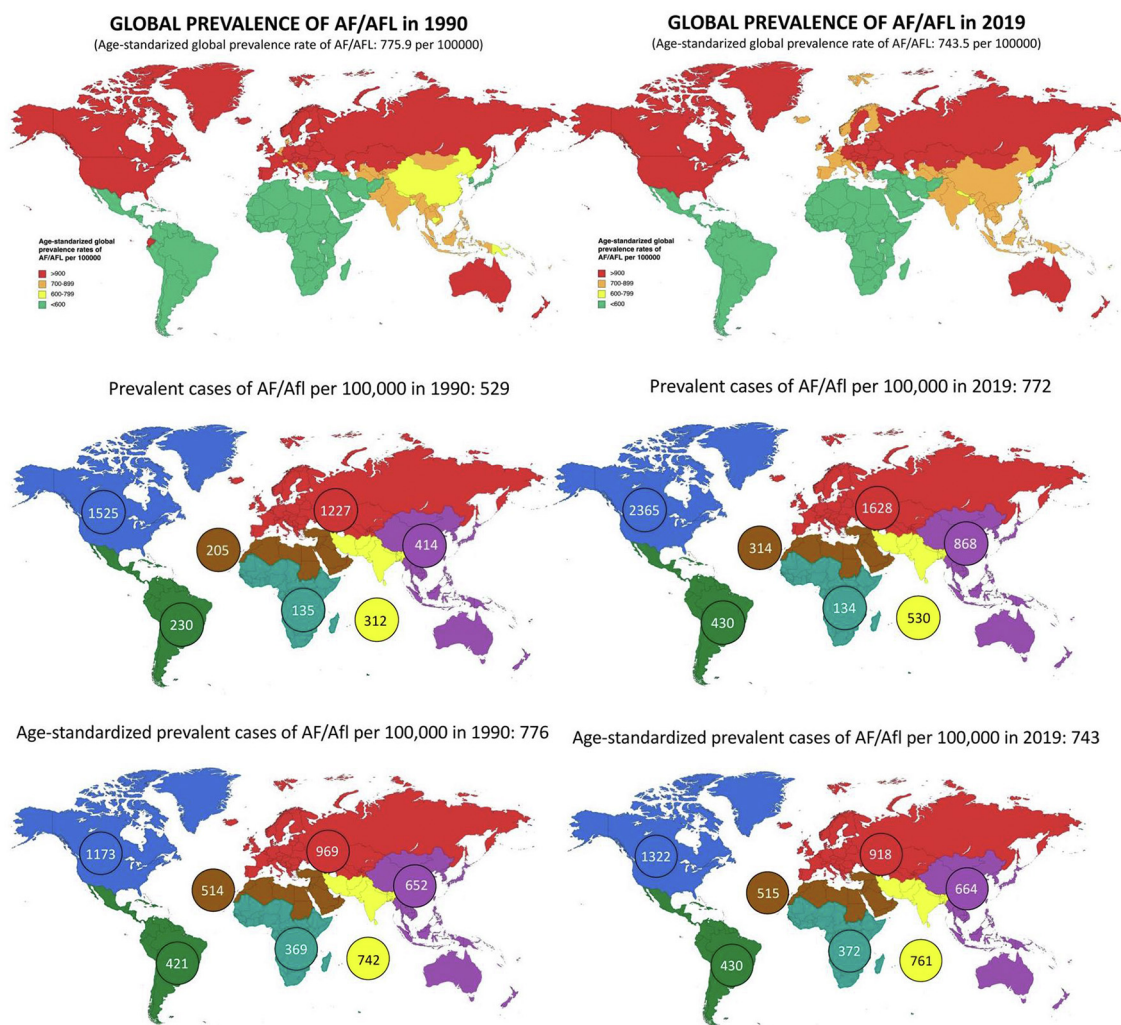 GLOBAL PREVALENCE OF AF/AFL in 1990
(Age-standarized global prevalence rate of AF/AFL: 775.9 per 100000)
Age-standarized global
prevalence rates of
AF/AFL per 100000
>900
700-899
600-799
<600
GLOBAL PREVALENCE OF AF/AFL in 2019
(Age-standarized global prevalence rate of AF/AFL: 743.5 per 100000)
Age-standarized global
prevalence rates of
AF/AFL per 100000
>900
700-899
600-799
<600
Prevalent cases of AF/Afl per 100,000 in 1990: 529
1525
1227
205
414
135
230
312
Prevalent cases of AF/Afl per 100,000 in 2019: 772
2365
1628
314
868
134
430
530
Age-standardized prevalent cases of AF/Afl per 100,000 in 1990: 776
1173
969
514
652
369
421
742
Age-standardized prevalent cases of AF/Afl per 100,000 in 2019: 743
1322
918
515
664
372
430
761